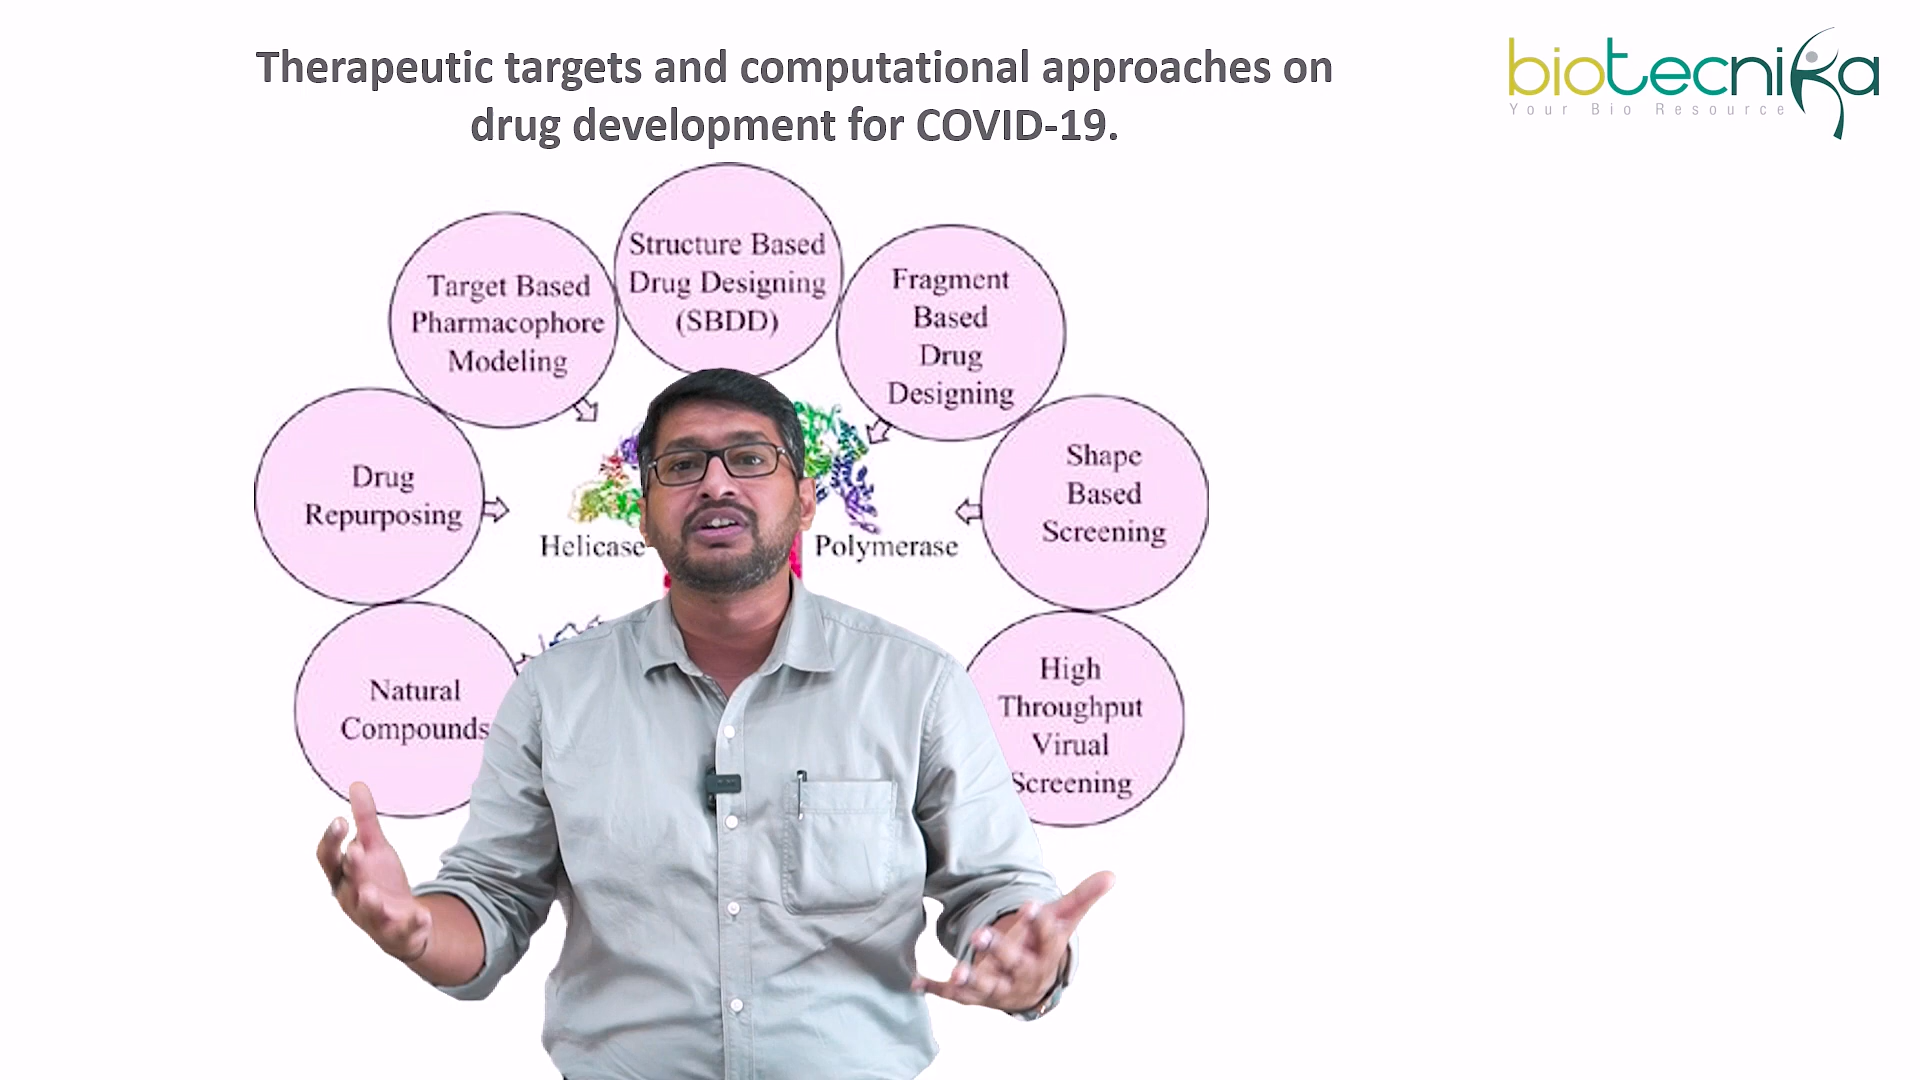 Therapeutic targets and computational approaches on
drug development for COVID-19.
biotecnika
Your Bio Resource
Structure Based
Drug Designing
(SBDD)
Target Based
Pharmacophore
Modeling
Fragment
Based
Drug
Designing
Drug
Repurposing
Shape
Based
Screening
Helicase
Polymerase
Natural
Compounds
High
Throughput
Virual
Screening